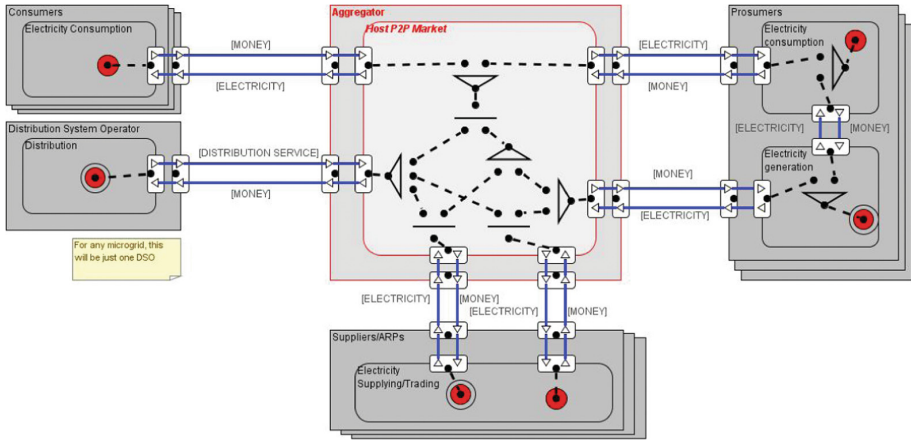 Consumers
Electricity Consumption
[MONEY]
[ELECTRICITY]
Aggregator
Host P2P Market
[ELECTRICITY]
[MONEY]
Prosumers
Electricity
consumption
[ELECTRICITY]
[MONEY]
Distribution System Operator
Distribution
[DISTRIBUTION SERVICE]
[MONEY]
[MONEY]
[ELECTRICITY]
Electricity
generation
For any microgrid, this
will be just one DSO
[ELECTRICITY]
[MONEY]
[ELECTRICITY]
[MONEY]
Suppliers/ARPs
Electricity
Supplying/Trading